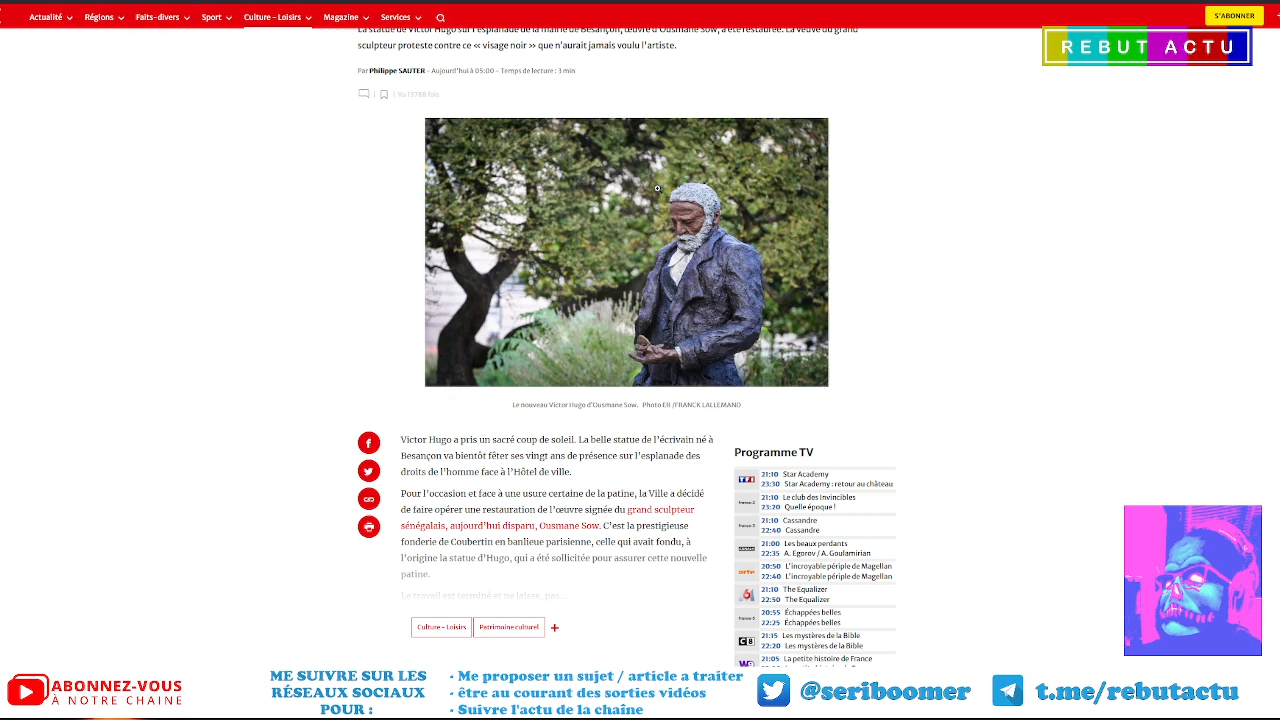 Actualité Régions Faits-divers Sport Culture - Loisirs Magazine Services
S'ABONNER
REBUT ACTU
La statue de Victor Hugo sur l'esplanade de la mairie de Besançon, œuvre d'Ousmane Sow, a été restaurée. La veuve du
sculpteur proteste contre ce « visage noir » que n'aurait jamais voulu l'artiste.
Par Philippe SAUTER - Aujourd'hui à 05:00 - Temps de lecture : 3 min
| | Vu 15788 fois
Le nouveau Victor Hugo d'Ousmane Sow. Photo ER /FRANCK LALLEMAND
Victor Hugo a pris un sacré coup de soleil. La belle statue de l'écrivain né à
Besançon va bientôt fêter ses vingt ans de présence sur l'esplanade des
droits de l'homme face à l'Hôtel de ville.
Pour l'occasion et face à une usure certaine de la patine, la Ville a décidé
de faire opérer une restauration de l'œuvre signée du grand sculpteur
sénégalais, aujourd'hui disparu, Ousmane Sow. C'est la prestigieuse
fonderie de Coubertin en banlieue parisienne, celle qui avait fondu, à
l'origine la statue d'Hugo, qui a été sollicitée pour assurer cette nouvelle
patine.
Le travail est terminé et ne laisse, pas...
Culture - Loisirs Patrimoine culturel +
Programme TV
TF1 21:10 Star Academy
23:30 Star Academy : retour au château
france·2 21:10 Le club des Invincibles
23:20 Quelle époque !
france·3 21:10 Cassandre
22:40 Cassandre
CANAL+ 21:00 Les beaux perdants
22:35 A. Egorov / A. Goulamirian
arte 20:50 L'incroyable périple de Magellan
22:40 L'incroyable périple de Magellan
6 21:10 The Equalizer
22:50 The Equalizer
france·5 20:55 Échappées belles
22:25 Échappées belles
C8 21:15 Les mystères de la Bible
22:20 Les mystères de la Bible
W9 21:05 La petite histoire de France
ABONNEZ-VOUS
À NOTRE CHAINE
ME SUIVRE SUR LES
RÉSEAUX SOCIAUX
POUR :
- Me proposer un sujet / article a traiter
- être au courant des sorties vidéos
- Suivre l'actu de la chaîne
@seriboomer
t.me/rebutactu